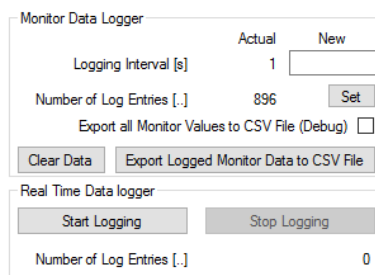 Monitor Data Logger
Actual New
Logging Interval [s] 1
Number of Log Entries [..] 896 Set
Export all Monitor Values to CSV File (Debug)
Clear Data Export Logged Monitor Data to CSV File
Real Time Data logger
Start Logging Stop Logging
Number of Log Entries [..] 0